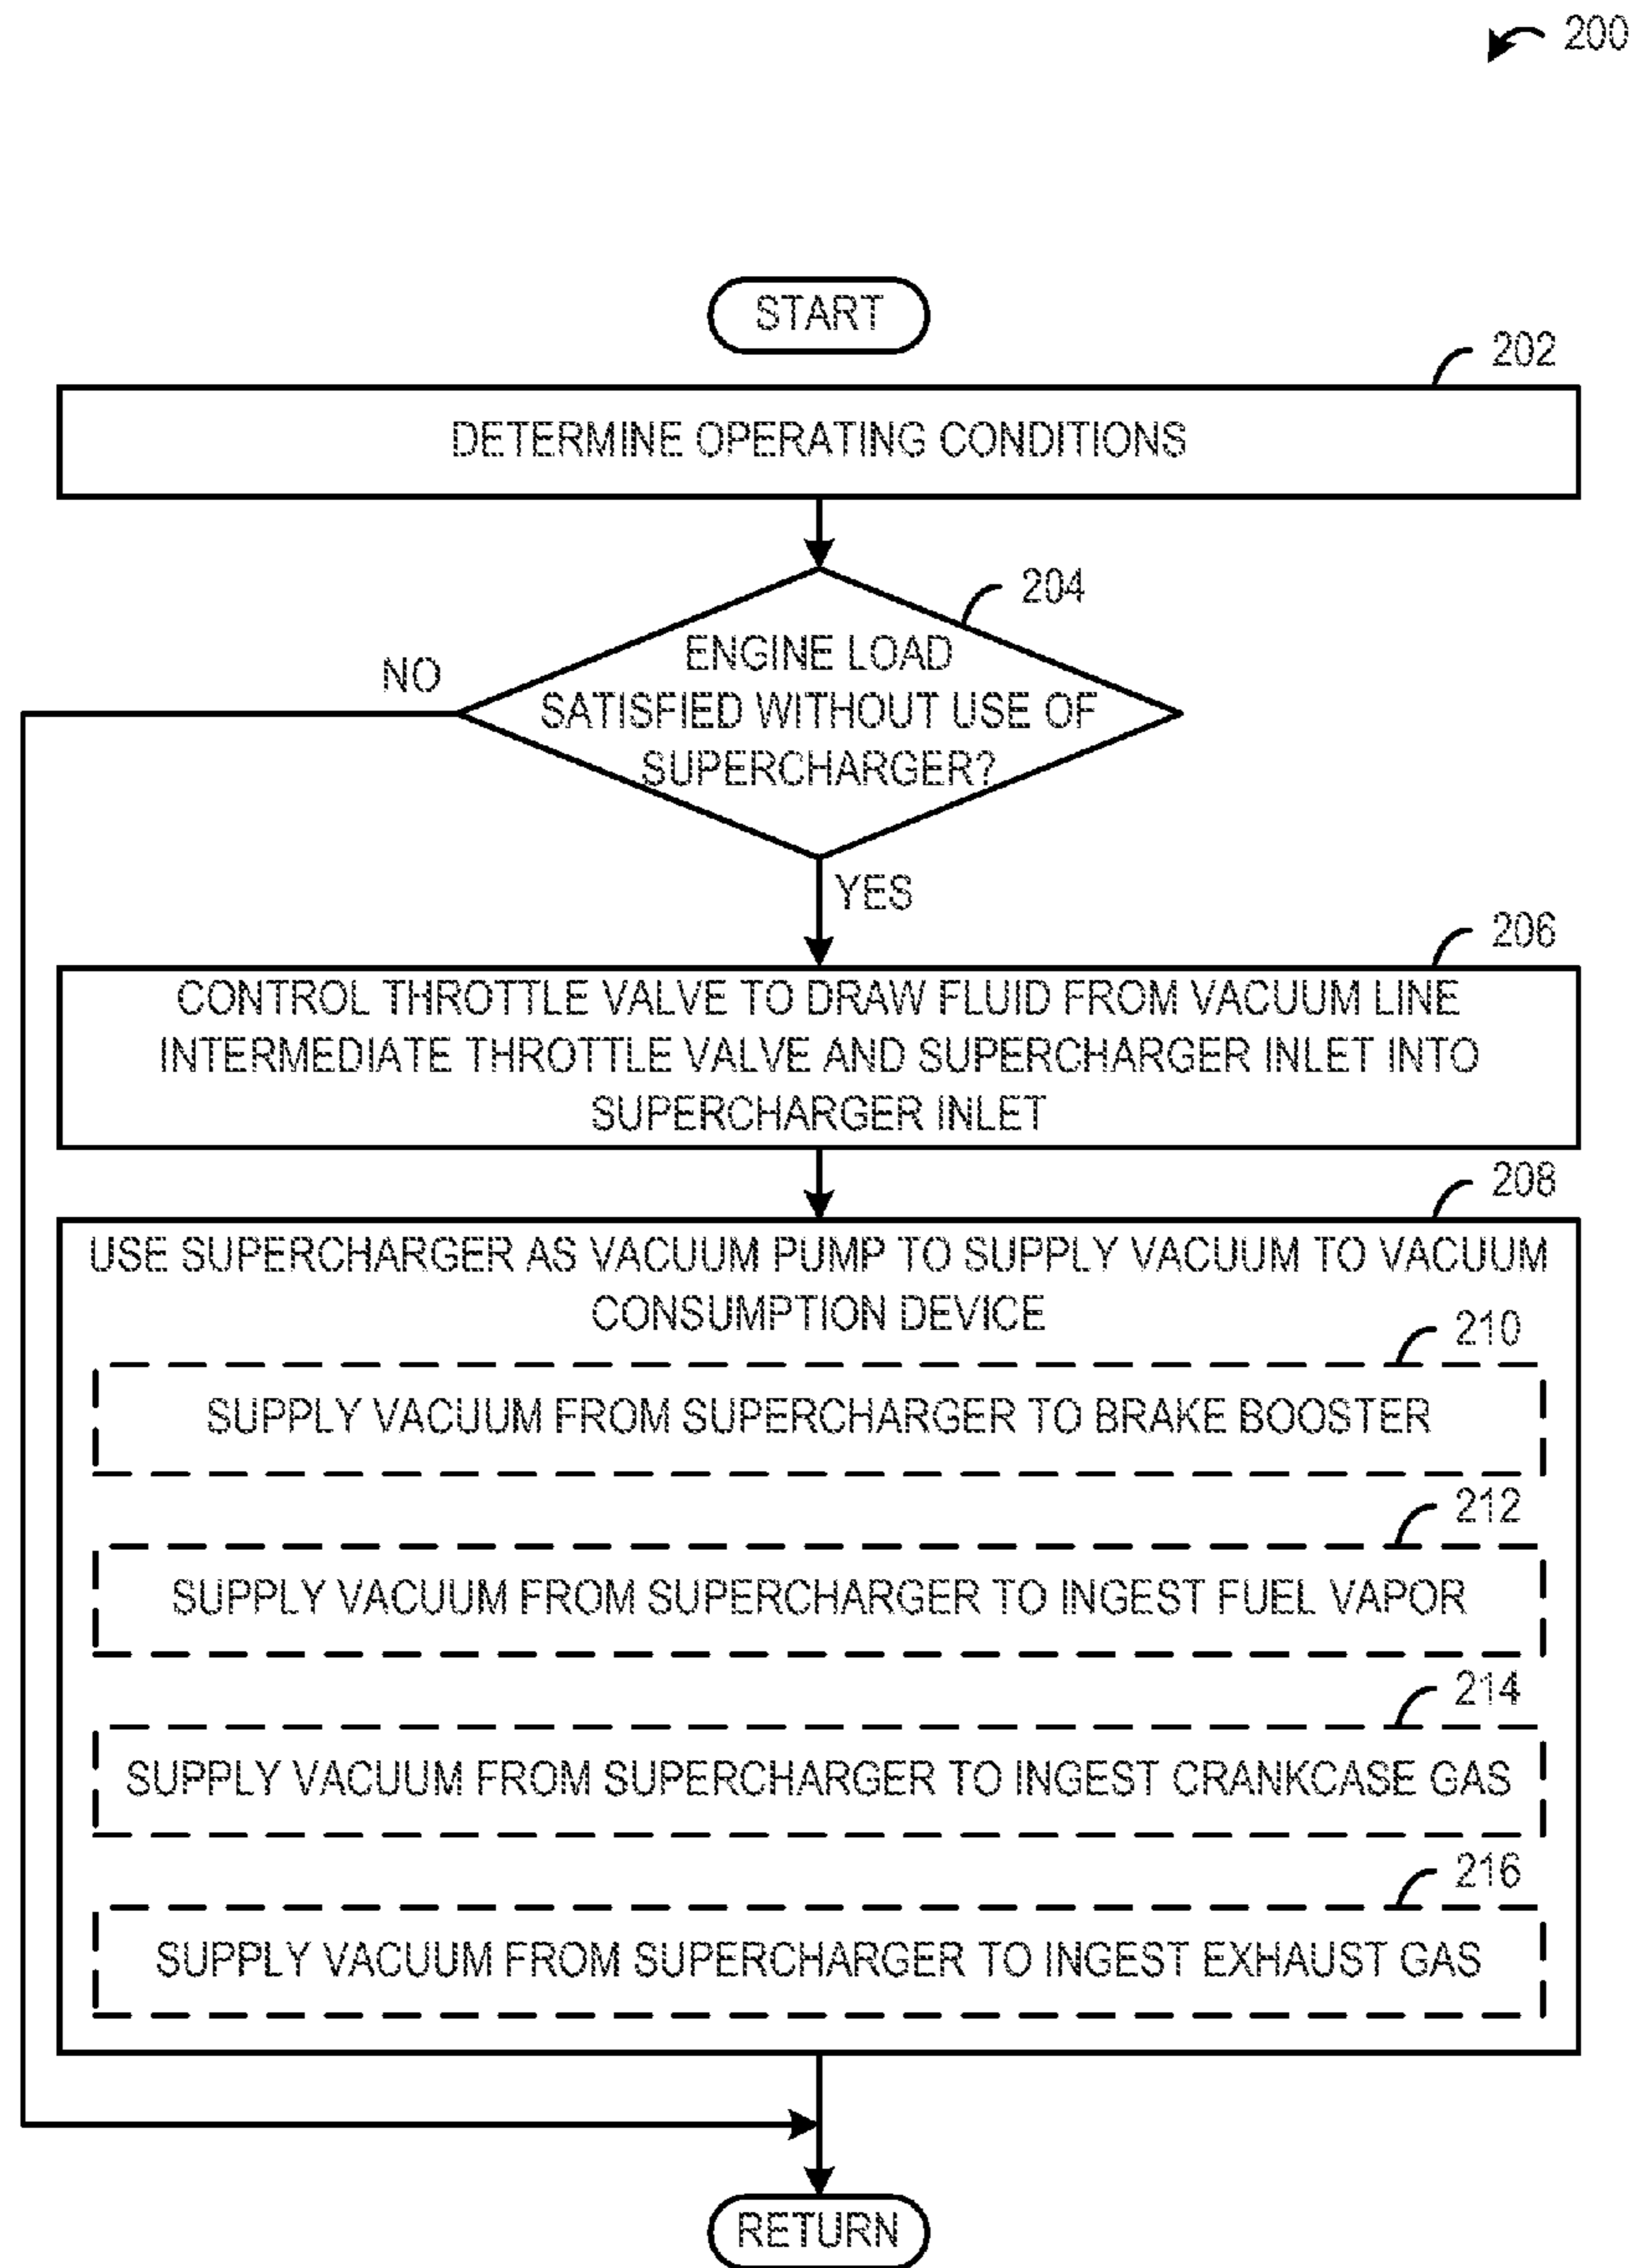 200
START
202
DETERMINE OPERATING CONDITIONS
204
ENGINE LOAD
SATISFIED WITHOUT USE OF
SUPERCHARGER?
NO
YES
206
CONTROL THROTTLE VALVE TO DRAW FLUID FROM VACUUM LINE
INTERMEDIATE THROTTLE VALVE AND SUPERCHARGER INLET INTO
SUPERCHARGER INLET
208
USE SUPERCHARGER AS VACUUM PUMP TO SUPPLY VACUUM TO VACUUM
CONSUMPTION DEVICE
210
SUPPLY VACUUM FROM SUPERCHARGER TO BRAKE BOOSTER
212
SUPPLY VACUUM FROM SUPERCHARGER TO INGEST FUEL VAPOR
214
SUPPLY VACUUM FROM SUPERCHARGER TO INGEST CRANKCASE GAS
216
SUPPLY VACUUM FROM SUPERCHARGER TO INGEST EXHAUST GAS
RETURN